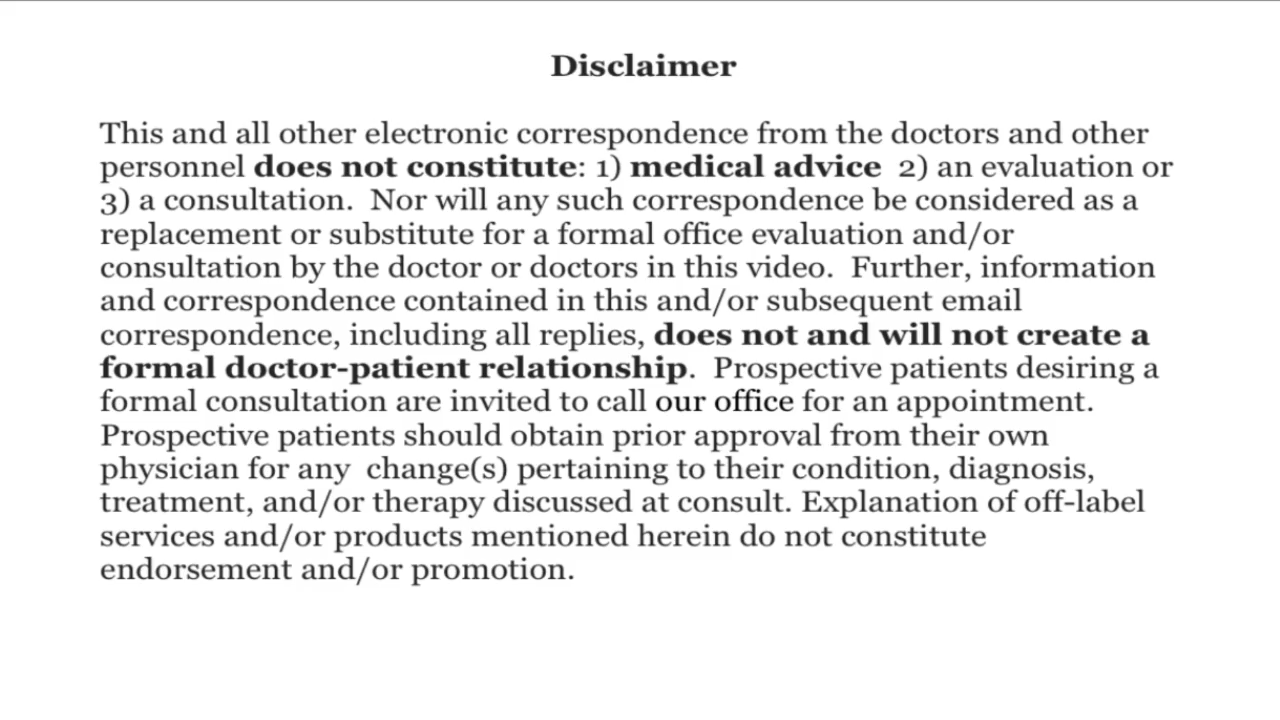 Disclaimer
This and all other electronic correspondence from the doctors and other
personnel does not constitute: 1) medical advice  2) an evaluation or
3) a consultation.  Nor will any such correspondence be considered as a
replacement or substitute for a formal office evaluation and/or
consultation by the doctor or doctors in this video.  Further, information
and correspondence contained in this and/or subsequent email
correspondence, including all replies, does not and will not create a
formal doctor-patient relationship.  Prospective patients desiring a
formal consultation are invited to call our office for an appointment.
Prospective patients should obtain prior approval from their own
physician for any  change(s) pertaining to their condition, diagnosis,
treatment, and/or therapy discussed at consult. Explanation of off-label
services and/or products mentioned herein do not constitute
endorsement and/or promotion.